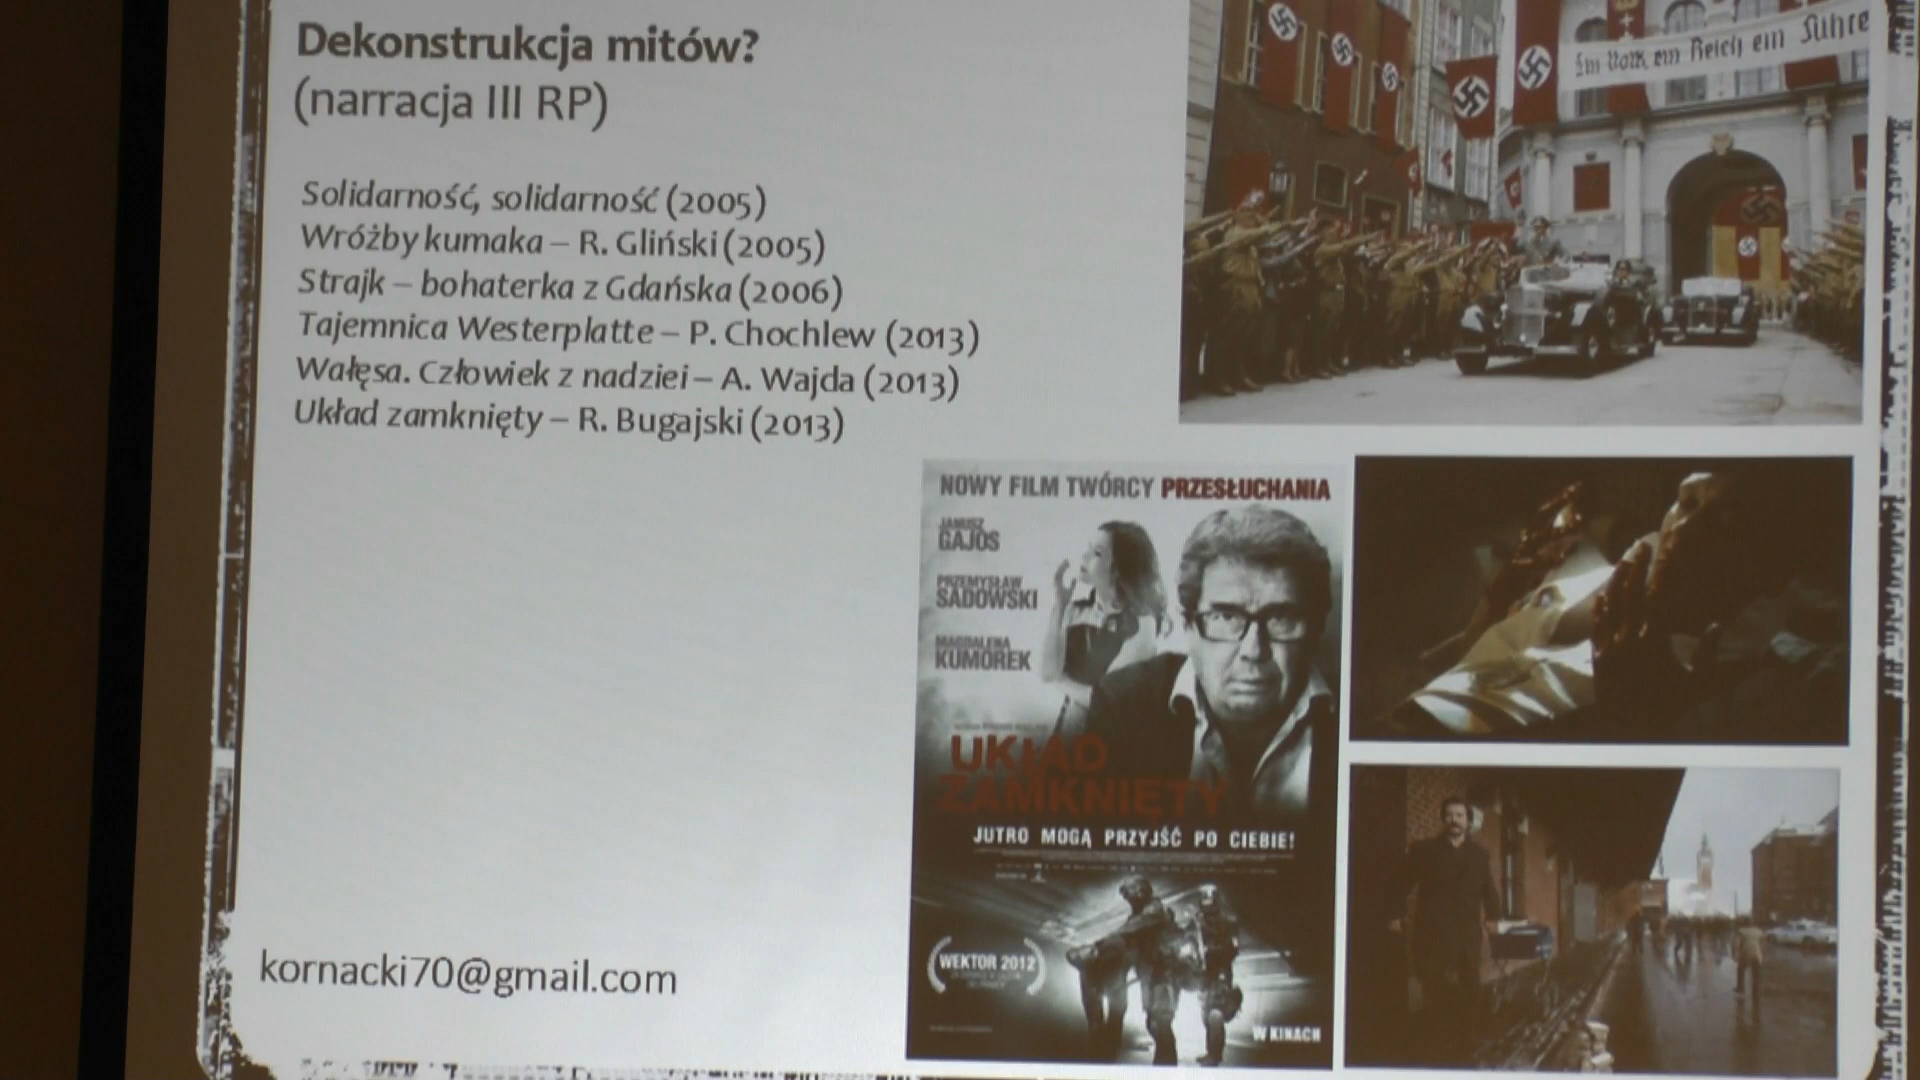 Dekonstrukcja mitów?
(narracja III RP)
Solidarność, solidarność (2005)
Wróżby kumaka – R. Gliński (2005)
Strajk – bohaterka z Gdańska (2006)
Tajemnica Westerplatte – P. Chochlew (2013)
Wałęsa. Człowiek z nadziei – A. Wajda (2013)
Układ zamknięty – R. Bugajski (2013)
Ein Volk ein Reich ein Führe
NOWY FILM TWÓRCY PRZESŁUCHANIA
JANUSZ
GAJOS
PRZEMYSŁAW
SADOWSKI
MAGDALENA
KUMOREK
UKŁAD
ZAMKNIĘTY
JUTRO MOGĄ PRZYJŚĆ PO CIEBIE!
WEKTOR 2012
W KINACH
kornacki70@gmail.com